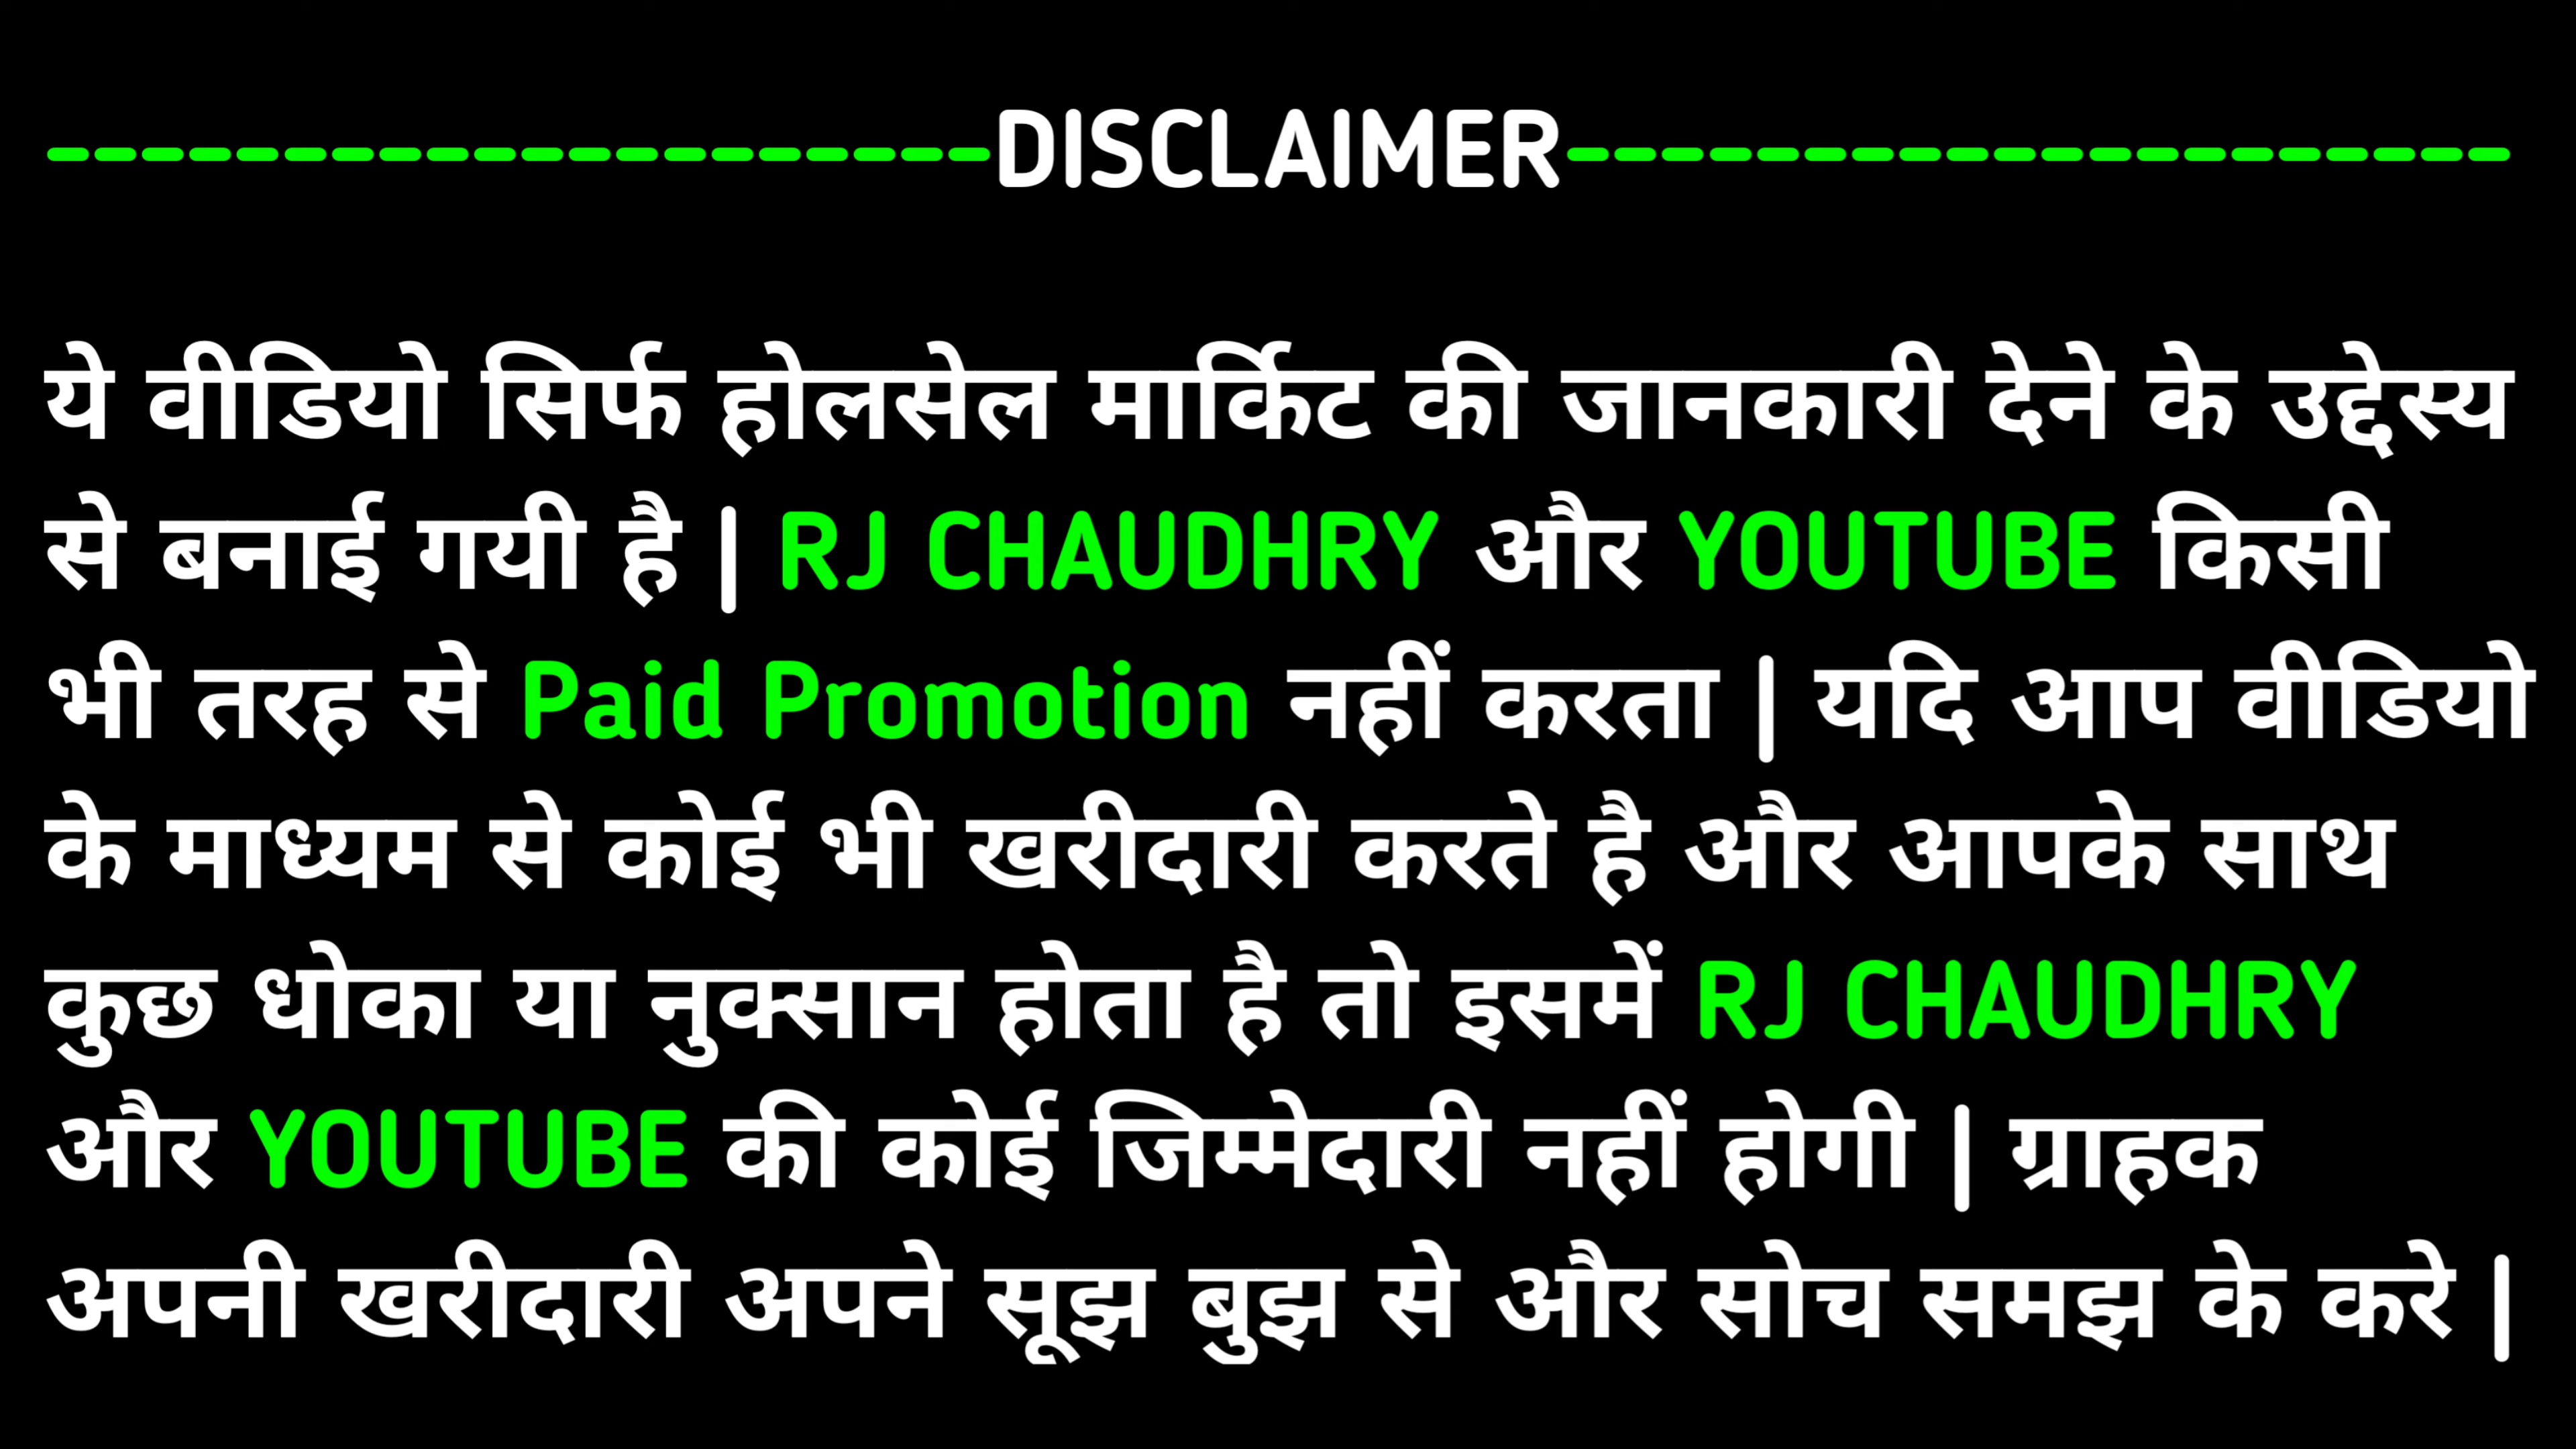 --------------------DISCLAIMER--------------------
ये वीडियो सिर्फ होलसेल मार्किट की जानकारी देने के उद्देस्य
से बनाई गयी है | RJ CHAUDHRY और YOUTUBE किसी
भी तरह से Paid Promotion नहीं करता | यदि आप वीडियो
के माध्यम से कोई भी खरीदारी करते है और आपके साथ
कुछ धोका या नुक्सान होता है तो इसमें RJ CHAUDHRY
और YOUTUBE की कोई जिम्मेदारी नहीं होगी | ग्राहक
अपनी खरीदारी अपने सूझ बुझ से और सोच समझ के करे |